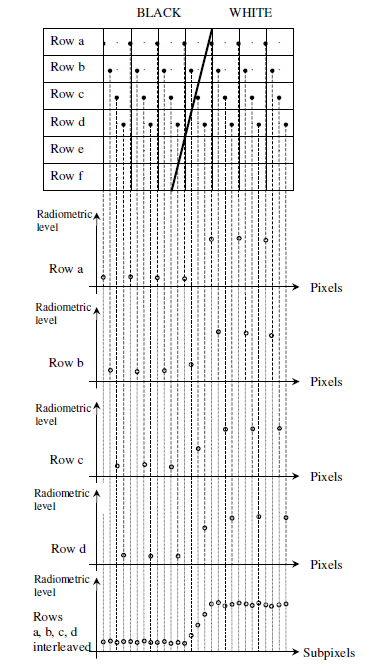 BLACK WHITE
Row a
Row b
Row c
Row d
Row e
Row f
Radiometric
level
Row a
Pixels
Radiometric
level
Row b
Pixels
Radiometric
level
Row c
Pixels
Radiometric
level
Row d
Pixels
Radiometric
level
Rows
a, b, c, d
interleaved
Subpixels